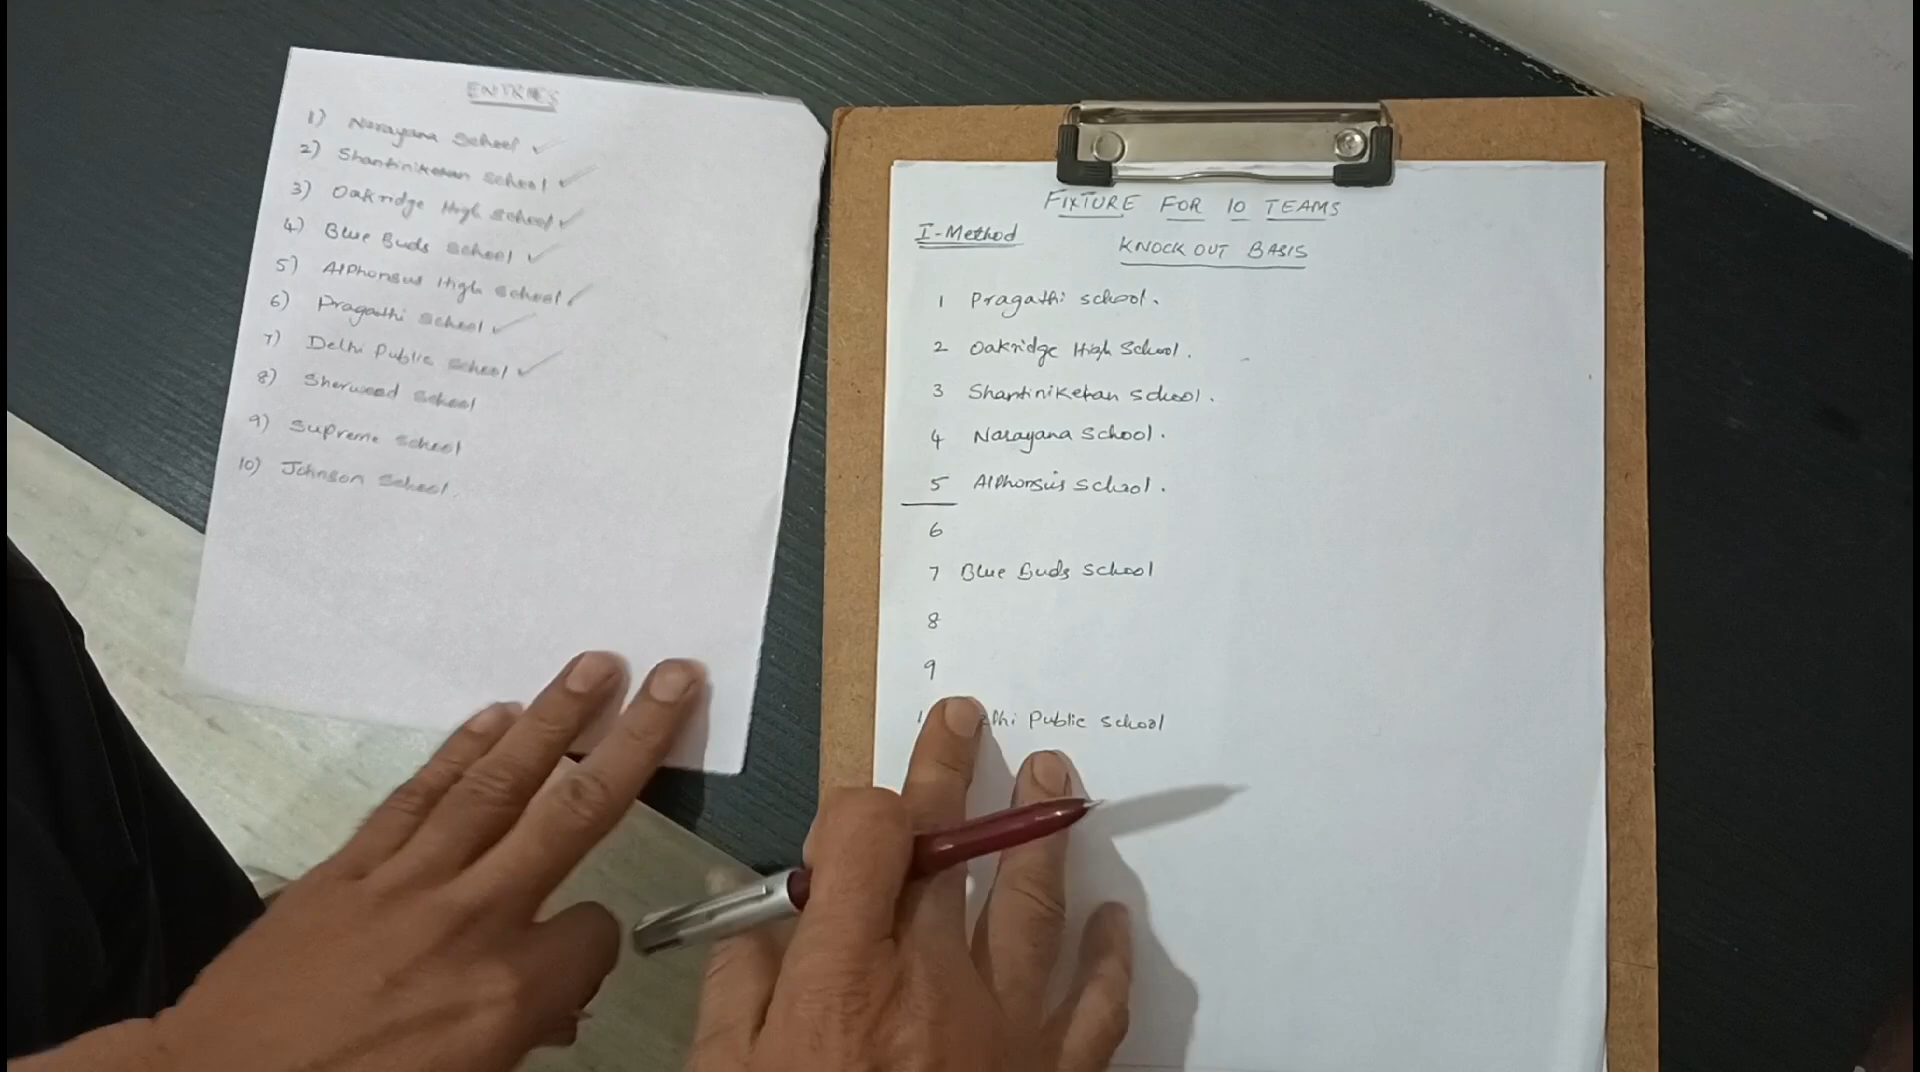 ENTRIES
1) Narayana School ✓
2) Shantiniketan School ✓
3) Oakridge High School ✓
4) Blue Buds School ✓
5) Alphonsus High School ✓
6) Pragathi School ✓
7) Delhi Public School ✓
8) Sherwood School
9) Supreme School
10) Johnson School.
FIXTURE FOR 10 TEAMS
I-Method
KNOCK OUT BASIS
1 Pragathi school.
2 Oakridge High School.
3 Shantiniketan School.
4 Narayana School.
5 Alphonsus School.
6
7 Blue Buds School
8
9
Public School